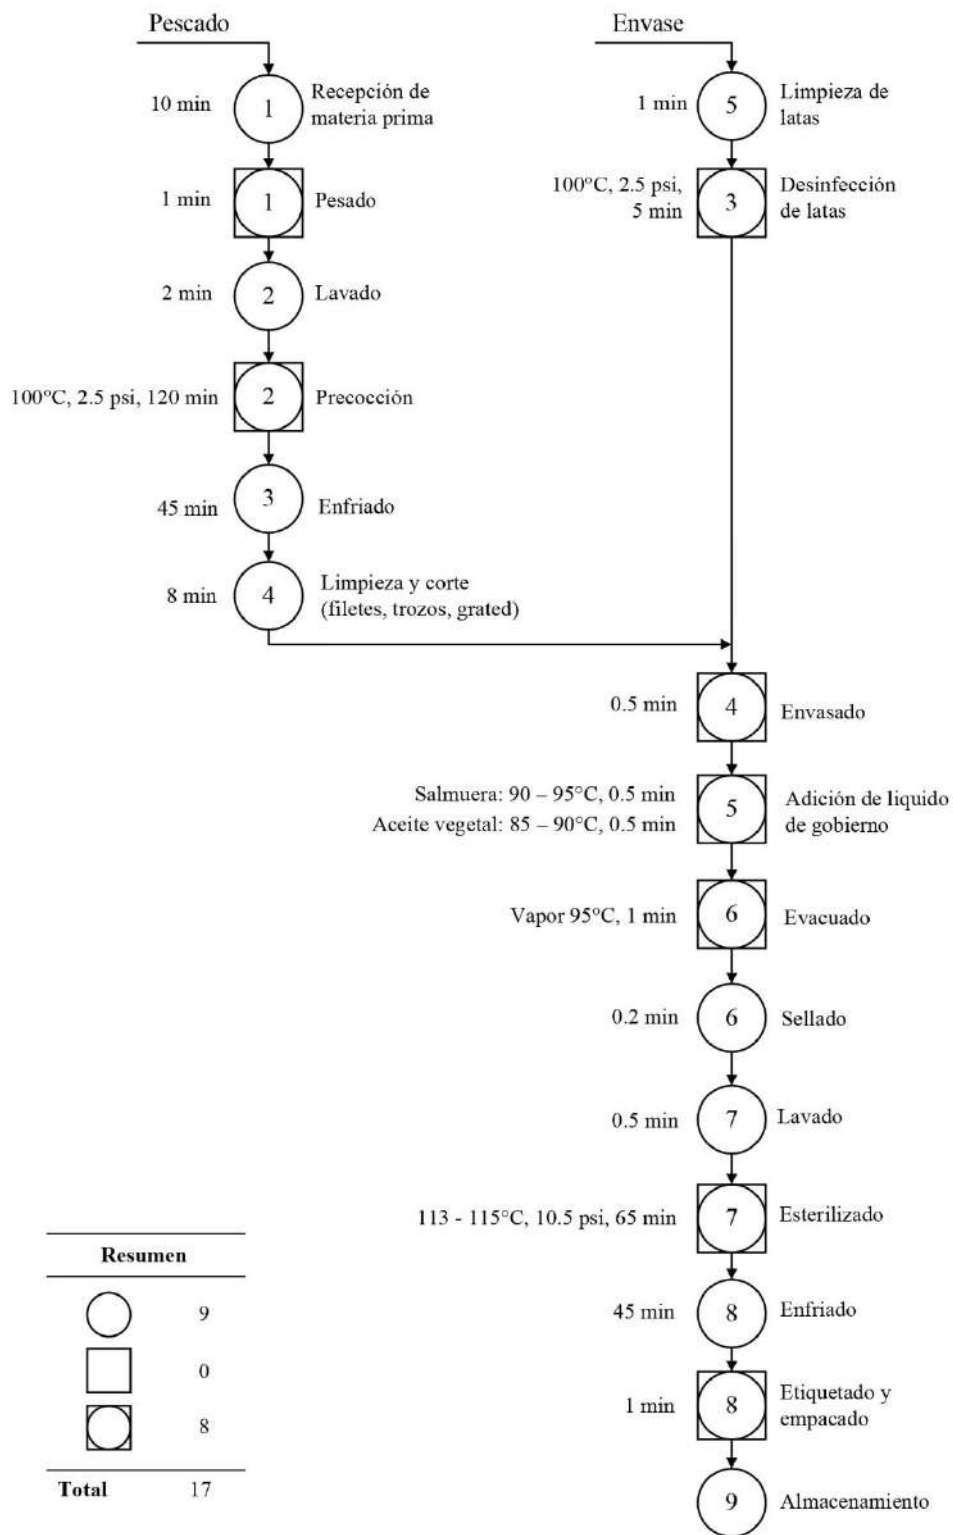 Pescado
10 min
1
Recepción de
materia prima
1 min
1
Pesado
2 min
2
Lavado
100°C, 2.5 psi, 120 min
2
Precocción
45 min
3
Enfriado
8 min
4
Limpieza y corte
(filetes, trozos, grated)
Envase
1 min
5
Limpieza de
latas
100°C, 2.5 psi,
5 min
3
Desinfección
de latas
0.5 min
4
Envasado
Salmuera: 90 – 95°C, 0.5 min
Aceite vegetal: 85 – 90°C, 0.5 min
5
Adición de liquido
de gobierno
Vapor 95°C, 1 min
6
Evacuado
0.2 min
6
Sellado
0.5 min
7
Lavado
113 - 115°C, 10.5 psi, 65 min
7
Esterilizado
45 min
8
Enfriado
1 min
8
Etiquetado y
empacado
9
Almacenamiento
Resumen
9
0
8
Total 17